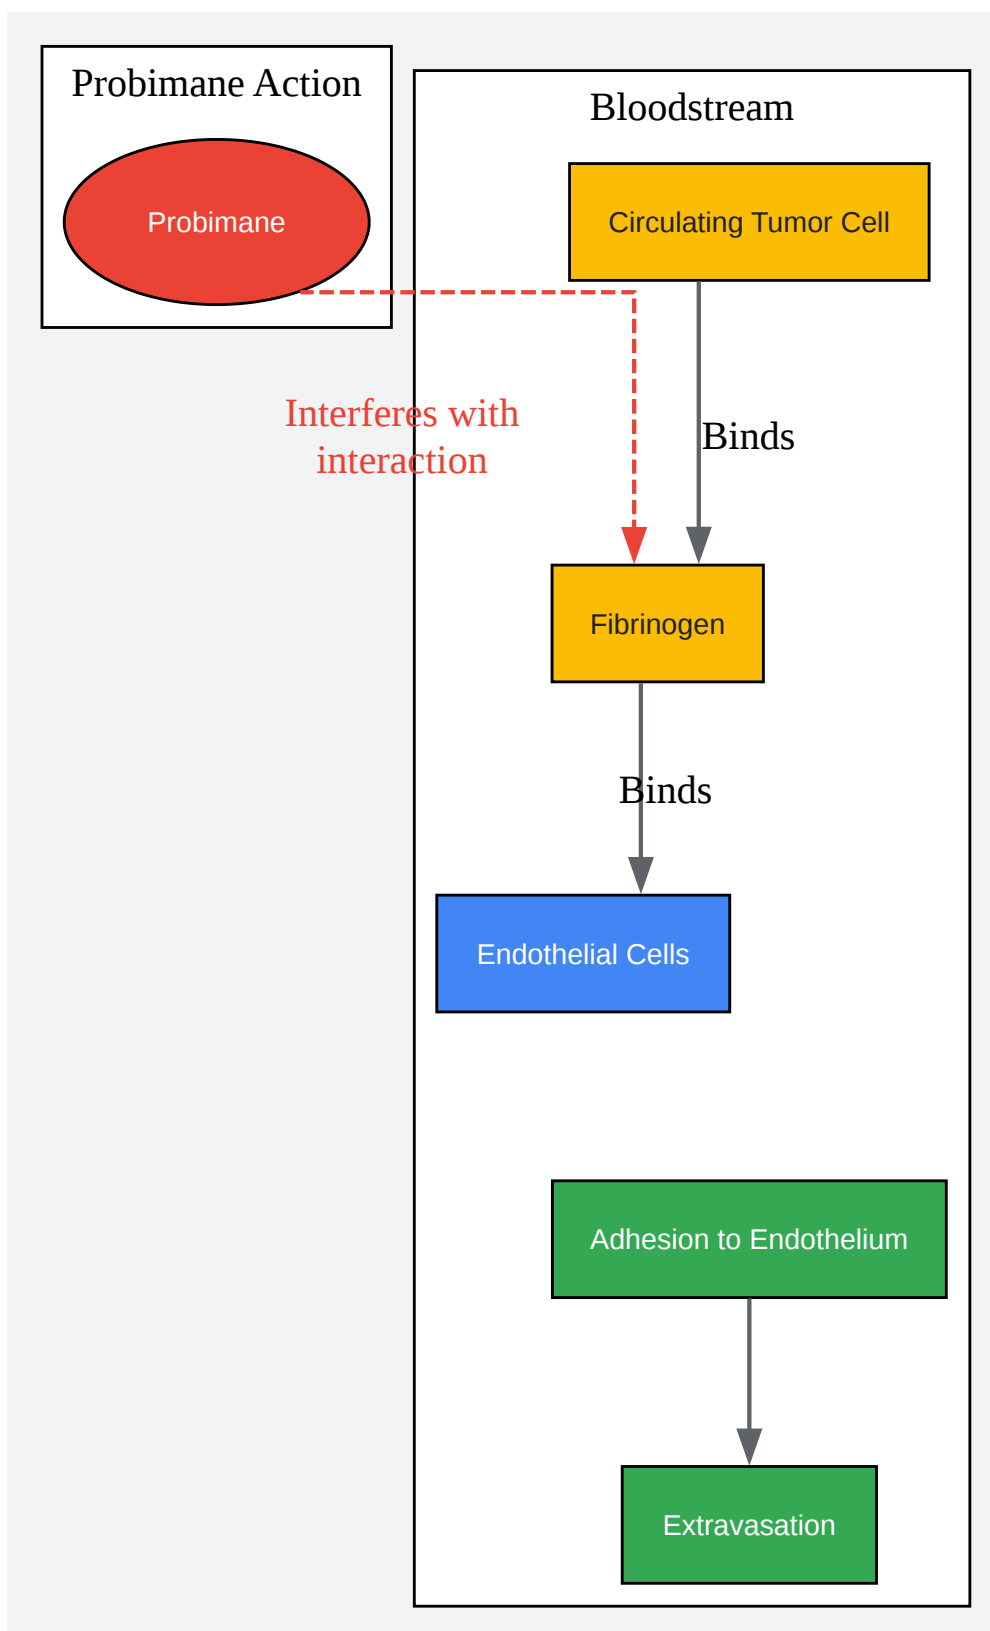 Probimane Action
Probimane
Bloodstream
Circulating Tumor Cell
Interferes with
interaction
Binds
Fibrinogen
Binds
Endothelial Cells
Adhesion to Endothelium
Extravasation